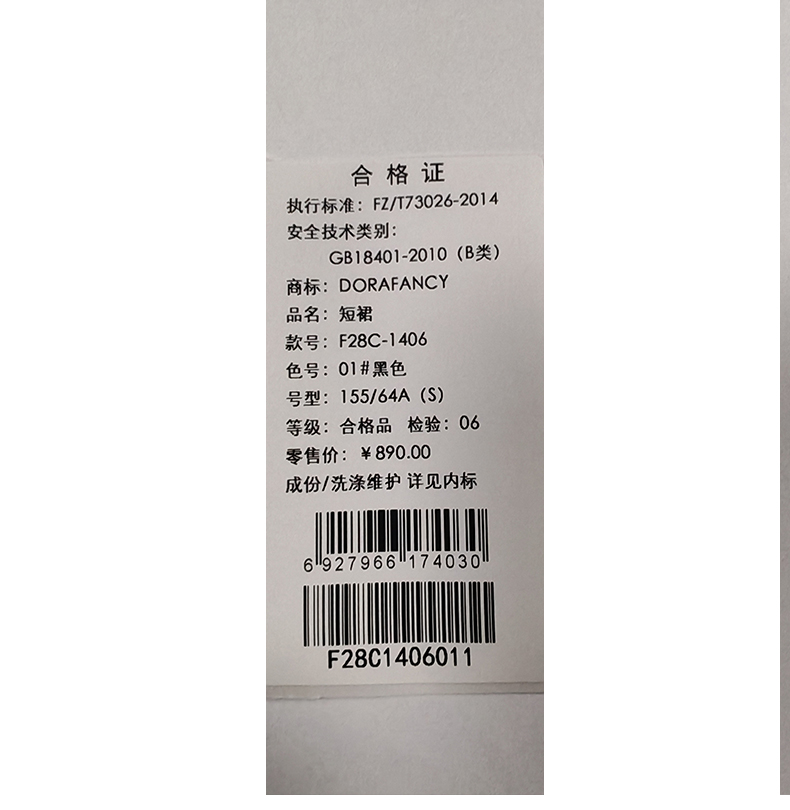 合格证
执行标准：FZ/T73026-2014
安全技术类别：
GB18401-2010（B类）
商标：DORAFANCY
品名：短裙
款号：F28C-1406
色号：01#黑色
号型：155/64A（S）
等级：合格品 检验：06
零售价：￥890.00
成份/洗涤维护 详见内标
6 927966 174030
F28C1406011